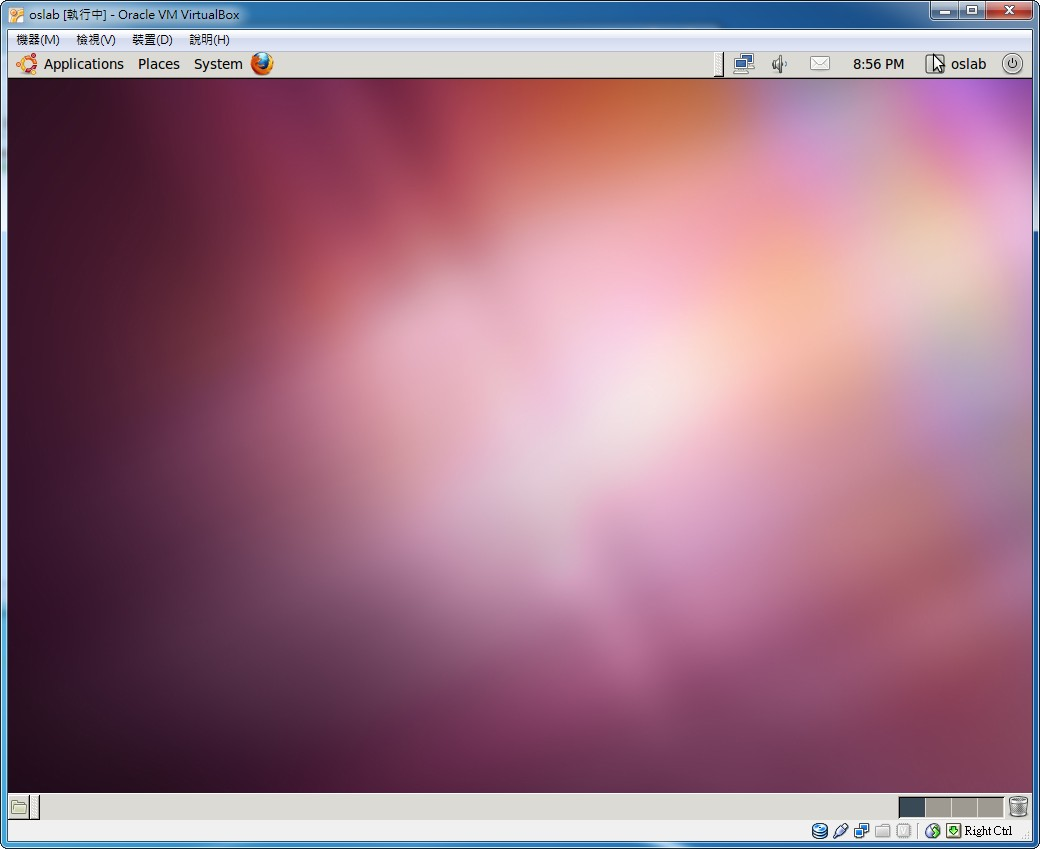 oslab [執行中] - Oracle VM VirtualBox
機器(M) 檢視(V) 裝置(D) 說明(H)
Applications Places System 8:56 PM oslab
Right Ctrl